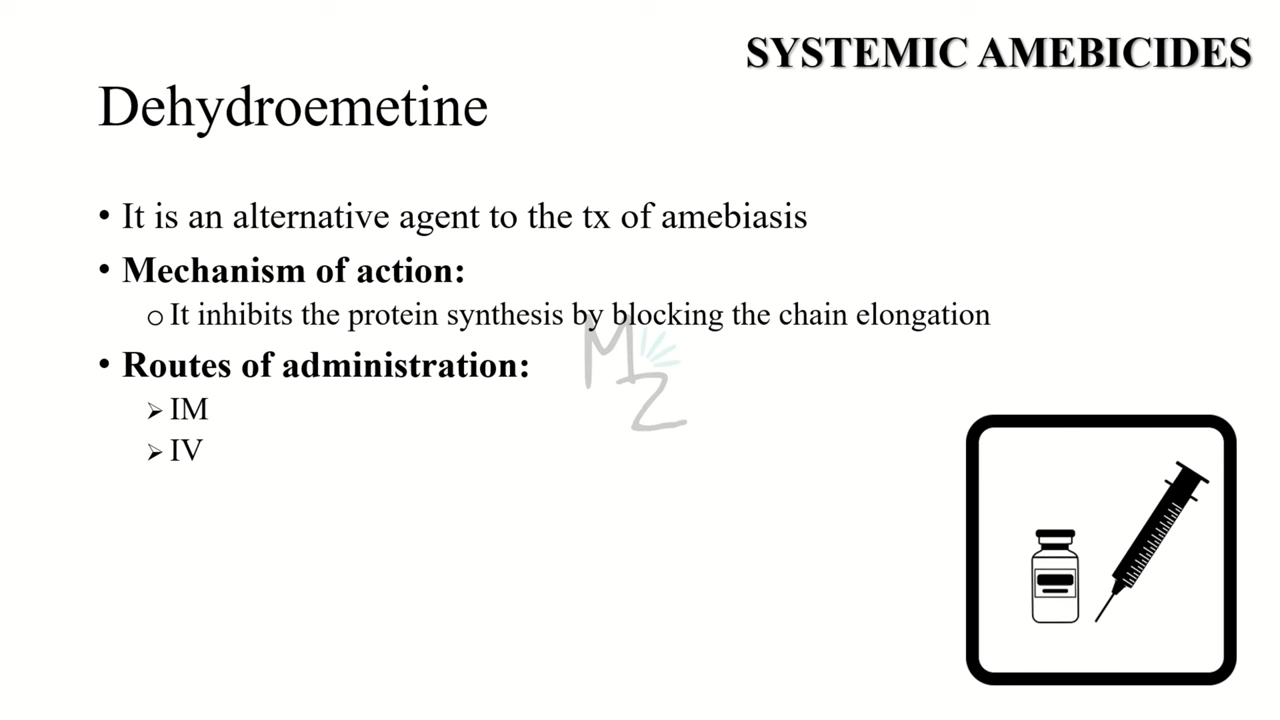 SYSTEMIC AMEBICIDES
Dehydroemetine
• It is an alternative agent to the tx of amebiasis
• Mechanism of action:
o It inhibits the protein synthesis by blocking the chain elongation
• Routes of administration:
➢ IM
➢ IV
MZ